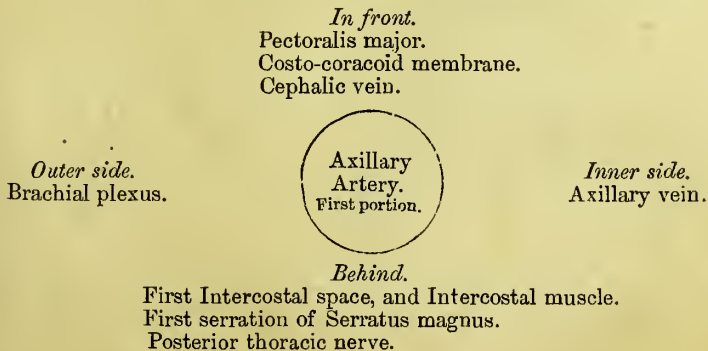 In front.
Pectoralis major.
Costo-coracoid membrane.
Cephalic vein.
Outer side.
Brachial plexus.
Axillary
Artery.
First portion.
Inner side.
Axillary vein.
Behind.
First Intercostal space, and Intercostal muscle.
First serration of Serratus magnus.
Posterior thoracic nerve.